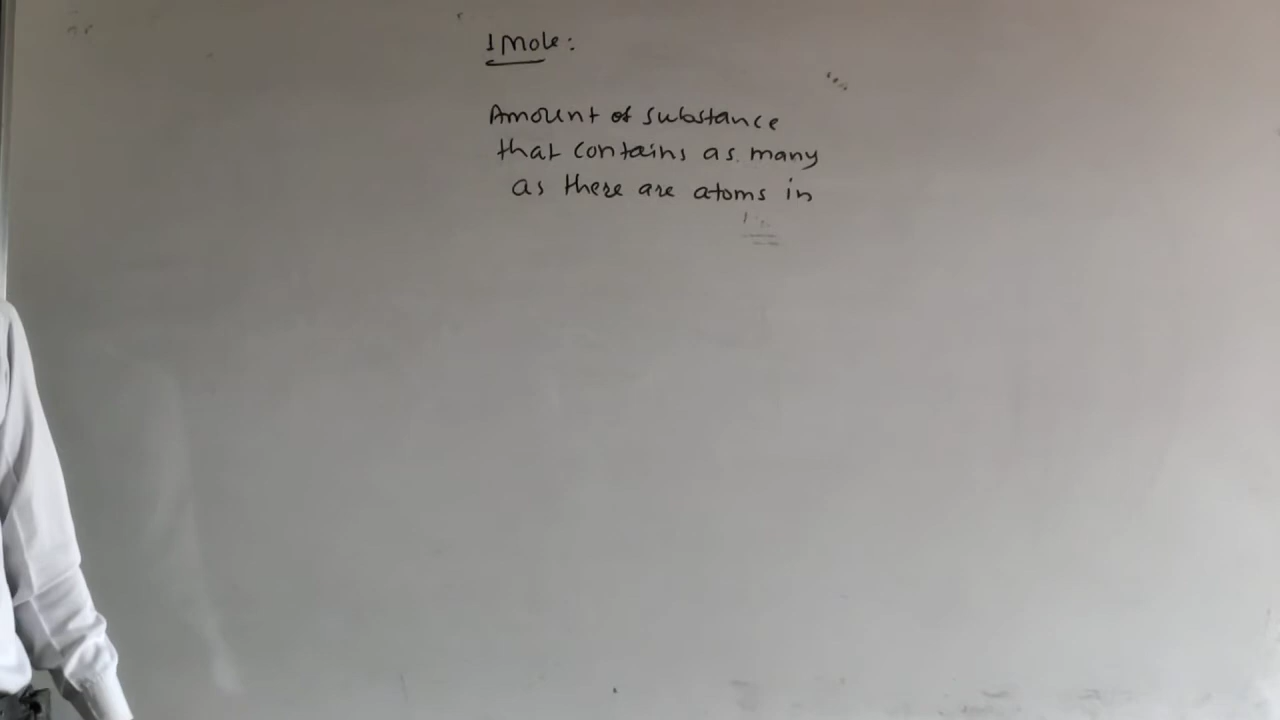 1 Mole:
Amount of substance
that contains as many
as there are atoms in